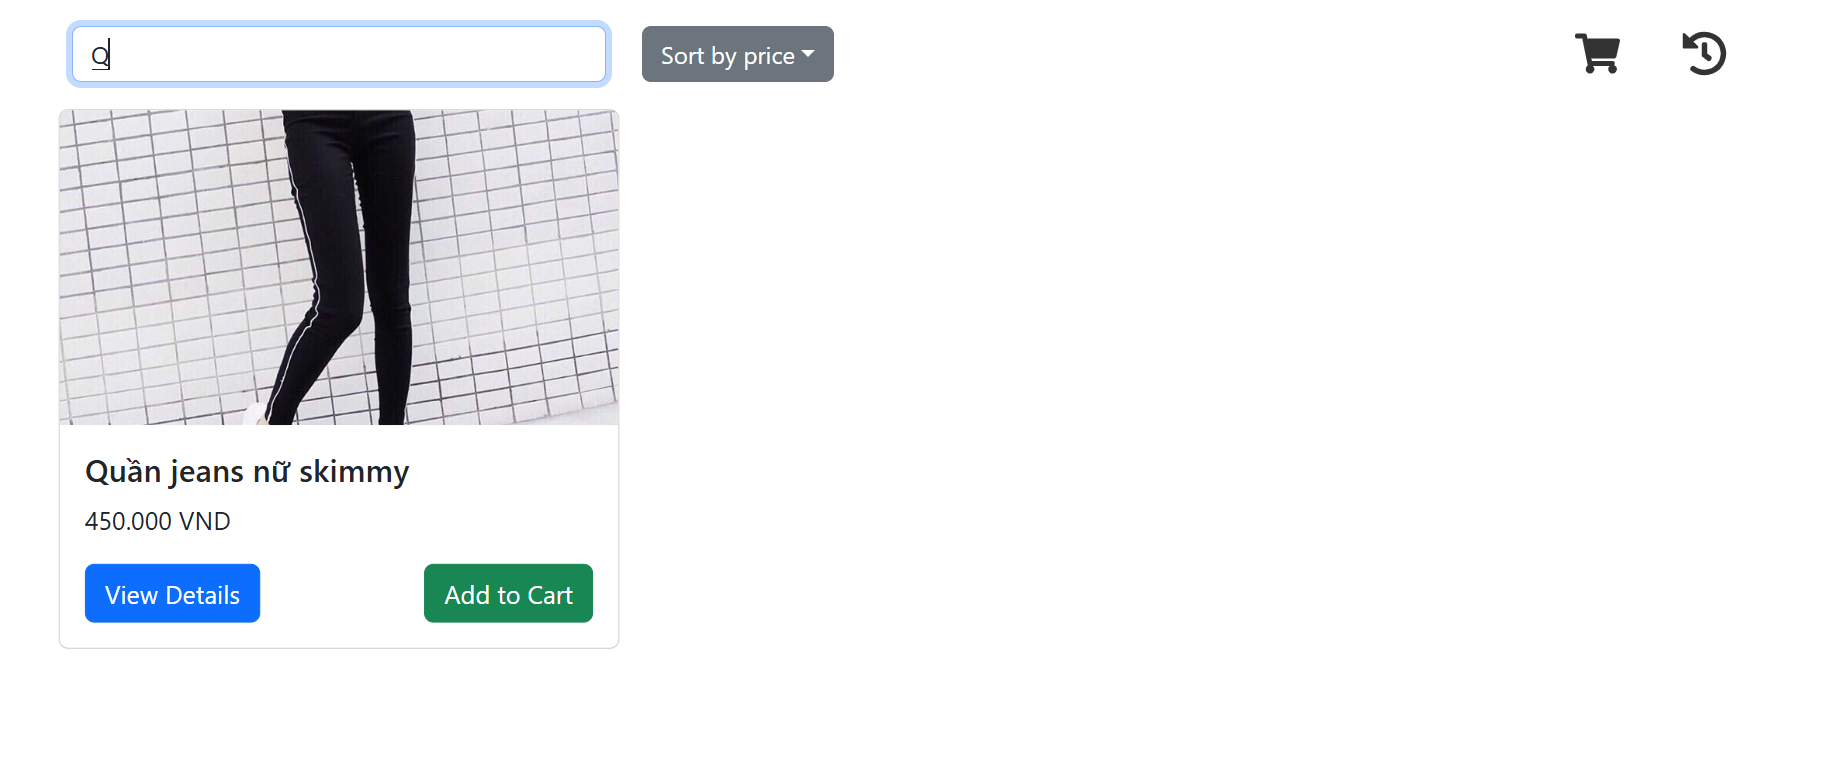 Q
Sort by price
Quần jeans nữ skimmy
450.000 VND
View Details
Add to Cart